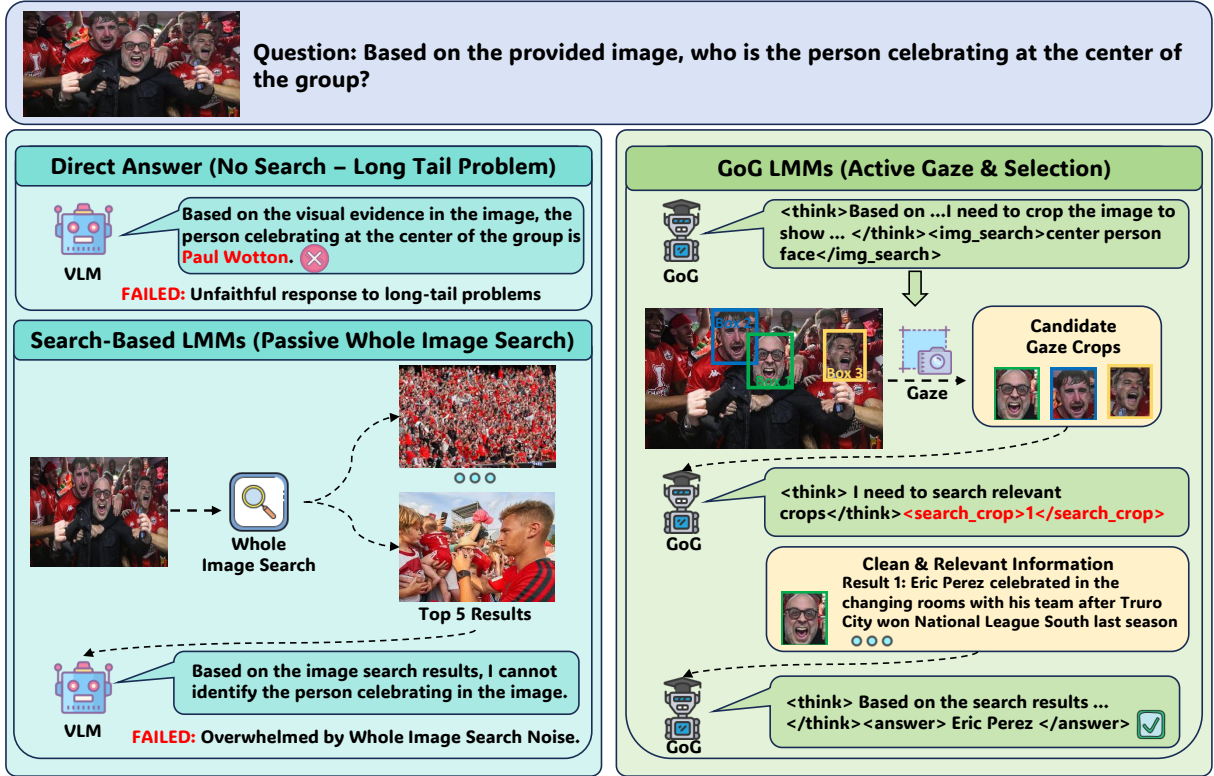 Question: Based on the provided image, who is the person celebrating at the center of
the group?
Direct Answer (No Search – Long Tail Problem)
VLM
Based on the visual evidence in the image, the
person celebrating at the center of the group is
Paul Wotton.
FAILED: Unfaithful response to long-tail problems
Search-Based LMMs (Passive Whole Image Search)
Whole
Image Search
Top 5 Results
VLM
Based on the image search results, I cannot
identify the person celebrating in the image.
FAILED: Overwhelmed by Whole Image Search Noise.
GoG LMMs (Active Gaze & Selection)
GoG
<think>Based on ...I need to crop the image to
show ... </think><img_search>center person
face</img_search>
Box 2
Box 3
Gaze
Candidate
Gaze Crops
GoG
<think> I need to search relevant
crops</think><search_crop>1</search_crop>
Clean & Relevant Information
Result 1: Eric Perez celebrated in the
changing rooms with his team after Truro
City won National League South last season
GoG
<think> Based on the search results ...
</think><answer> Eric Perez </answer>